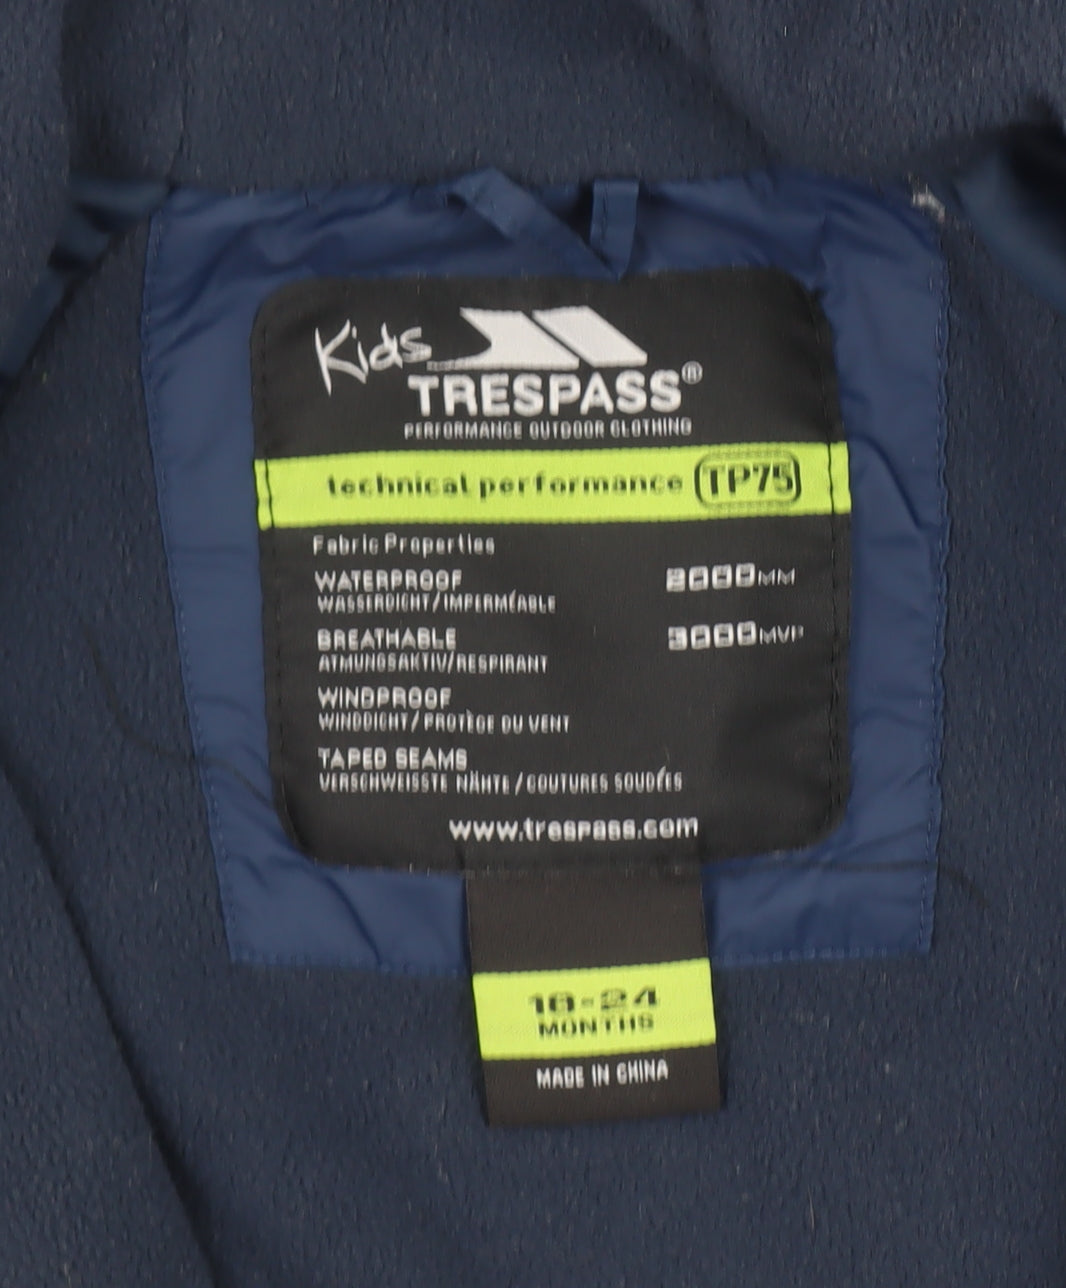 Kids
TRESPASS®
PERFORMANCE OUTDOOR CLOTHING
technical performance TP75
Fabric Properties
WATERPROOF 2000MM
WASSERDICHT/IMPERMÉABLE
BREATHABLE 3000MVP
ATMUNGSAKTIV/RESPIRANT
WINDPROOF
WINDDICHT/PROTÈGE DU VENT
TAPED SEAMS
VERSCHWEISSTE NÄHTE/COUTURES SOUDÉES
www.trespass.com
18-24
MONTHS
MADE IN CHINA